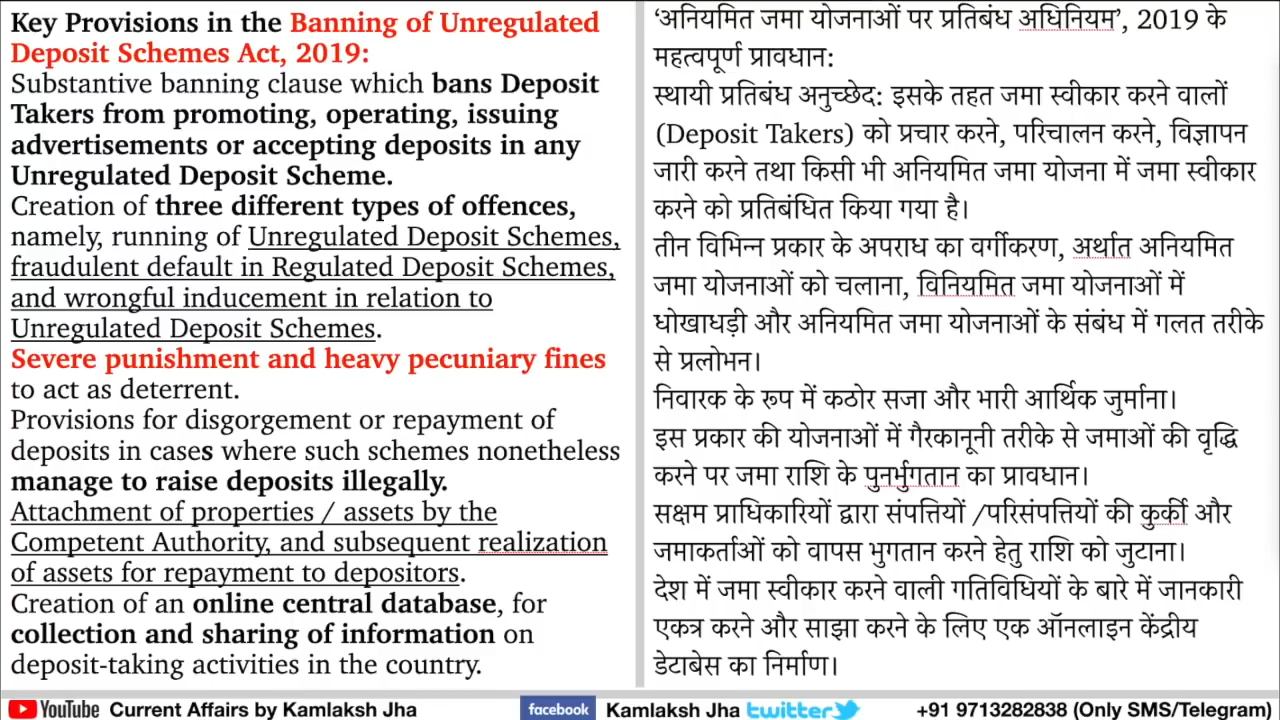 Key Provisions in the Banning of Unregulated
Deposit Schemes Act, 2019:
Substantive banning clause which bans Deposit
Takers from promoting, operating, issuing
advertisements or accepting deposits in any
Unregulated Deposit Scheme.
Creation of three different types of offences,
namely, running of Unregulated Deposit Schemes,
fraudulent default in Regulated Deposit Schemes,
and wrongful inducement in relation to
Unregulated Deposit Schemes.
Severe punishment and heavy pecuniary fines
to act as deterrent.
Provisions for disgorgement or repayment of
deposits in cases where such schemes nonetheless
manage to raise deposits illegally.
Attachment of properties / assets by the
Competent Authority, and subsequent realization
of assets for repayment to depositors.
Creation of an online central database, for
collection and sharing of information on
deposit-taking activities in the country.
‘अनियमित जमा योजनाओं पर प्रतिबंध अधिनियम’, 2019 के
महत्वपूर्ण प्रावधान:
स्थायी प्रतिबंध अनुच्छेद: इसके तहत जमा स्वीकार करने वालों
(Deposit Takers) को प्रचार करने, परिचालन करने, विज्ञापन
जारी करने तथा किसी भी अनियमित जमा योजना में जमा स्वीकार
करने को प्रतिबंधित किया गया है।
तीन विभिन्न प्रकार के अपराध का वर्गीकरण, अर्थात अनियमित
जमा योजनाओं को चलाना, विनियमित जमा योजनाओं में
धोखाधड़ी और अनियमित जमा योजनाओं के संबंध में गलत तरीके
से प्रलोभन।
निवारक के रूप में कठोर सजा और भारी आर्थिक जुर्माना।
इस प्रकार की योजनाओं में गैरकानूनी तरीके से जमाओं की वृद्धि
करने पर जमा राशि के पुनर्भुगतान का प्रावधान।
सक्षम प्राधिकारियों द्वारा संपत्तियों /परिसंपत्तियों की कुर्की और
जमाकर्ताओं को वापस भुगतान करने हेतु राशि को जुटाना।
देश में जमा स्वीकार करने वाली गतिविधियों के बारे में जानकारी
एकत्र करने और साझा करने के लिए एक ऑनलाइन केंद्रीय
डेटाबेस का निर्माण।
YouTube Current Affairs by Kamlaksh Jha facebook Kamlaksh Jha twitter +91 9713282838 (Only SMS/Telegram)